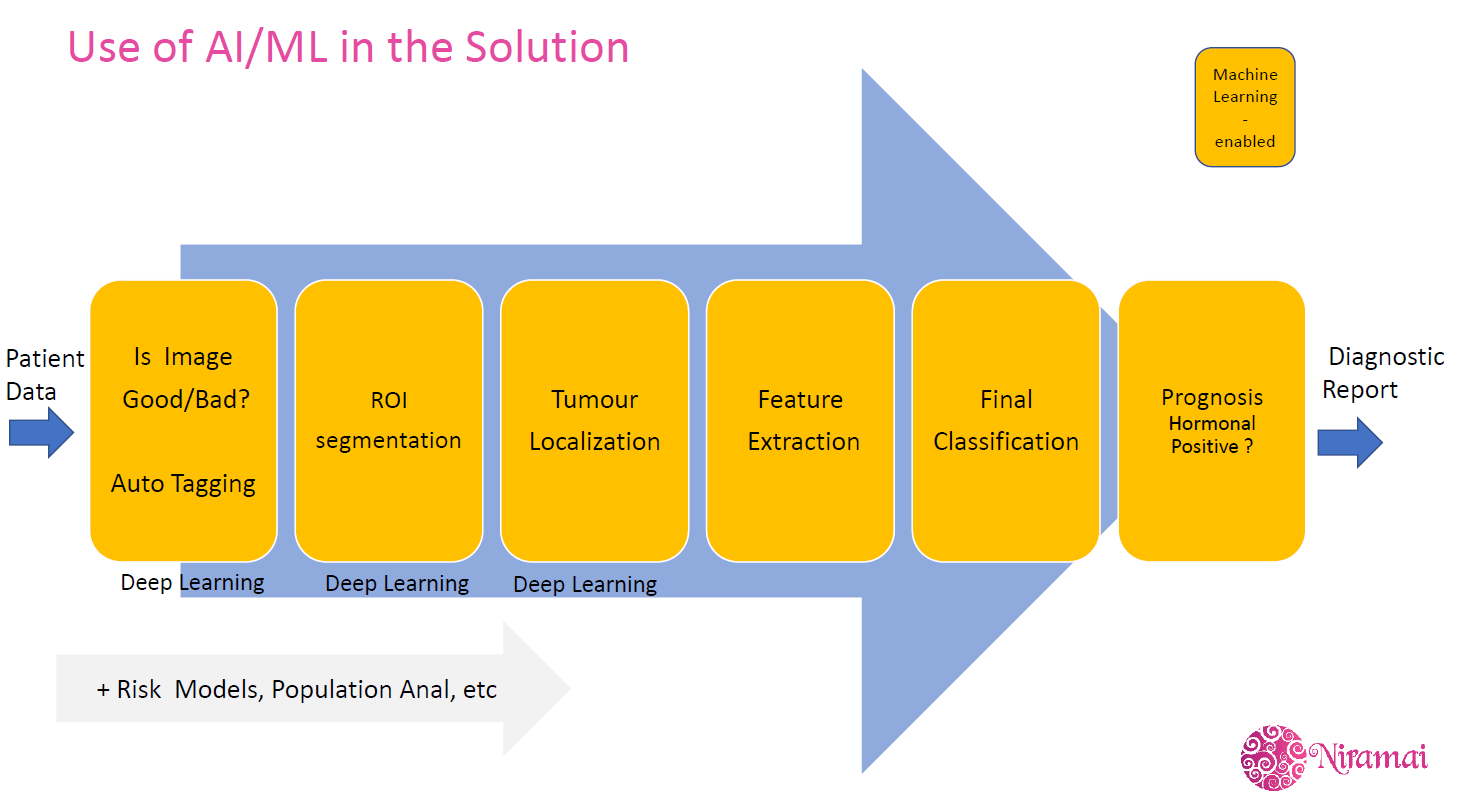 Use of AI/ML in the Solution
Machine
Learning
-
enabled
Patient
Data
Is Image
Good/Bad?
Auto Tagging
Deep Learning
ROI
segmentation
Deep Learning
Tumour
Localization
Deep Learning
Feature
Extraction
Final
Classification
Prognosis
Hormonal
Positive ?
Diagnostic
Report
+ Risk Models, Population Anal, etc
Niramai